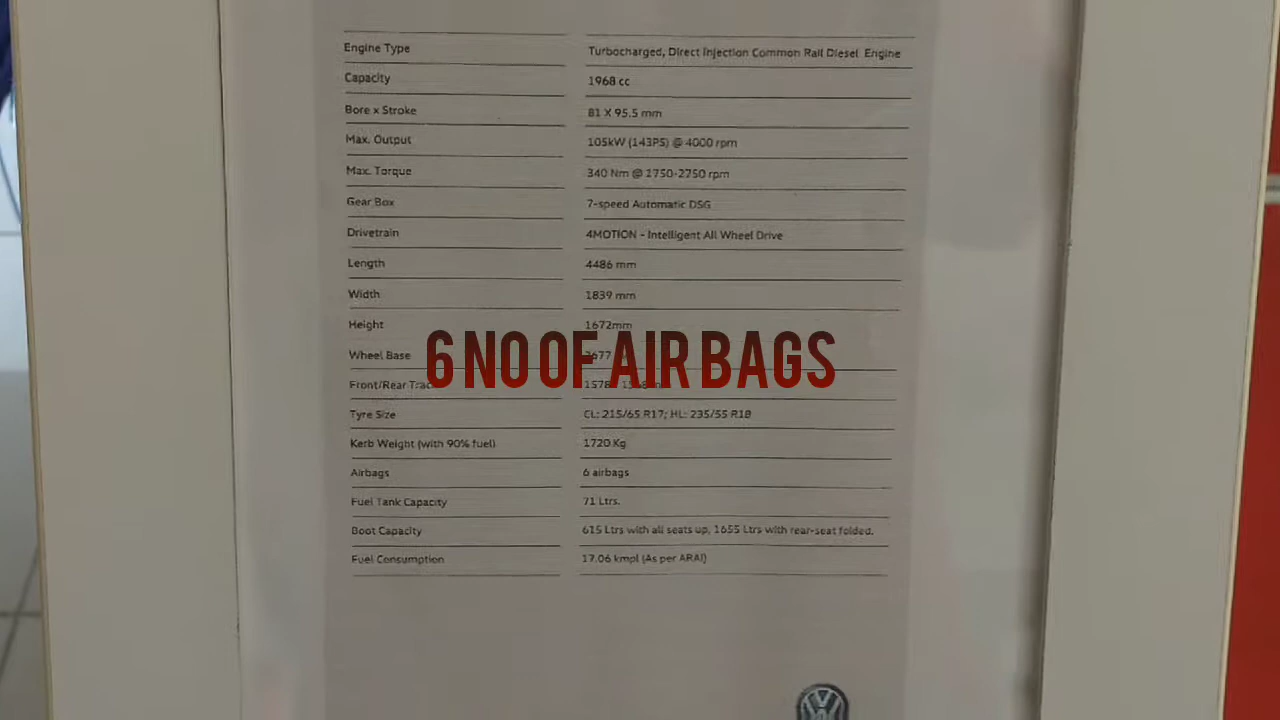 Engine Type Turbocharged, Direct Injection Common Rail Diesel Engine
Capacity 1968 cc
Bore x Stroke 81 X 95.5 mm
Max. Output 105kW (143PS) @ 4000 rpm
Max. Torque 340 Nm @ 1750-2750 rpm
Gear Box 7-speed Automatic DSG
Drivetrain 4MOTION - Intelligent All Wheel Drive
Length 4486 mm
Width 1839 mm
Height 1672mm
Wheel Base
6 NO OF AIR BAGS
Front/Rear 1578
Tyre Size CL: 215/65 R17; HL: 235/55 R18
Kerb Weight (with 90% fuel) 1720 Kg
Airbags 6 airbags
Fuel Tank Capacity 71 Ltrs.
Boot Capacity 615 Ltrs with all seats up, 1655 Ltrs with rear-seat folded.
Fuel Consumption 17.06 kmpl (As per ARAI)